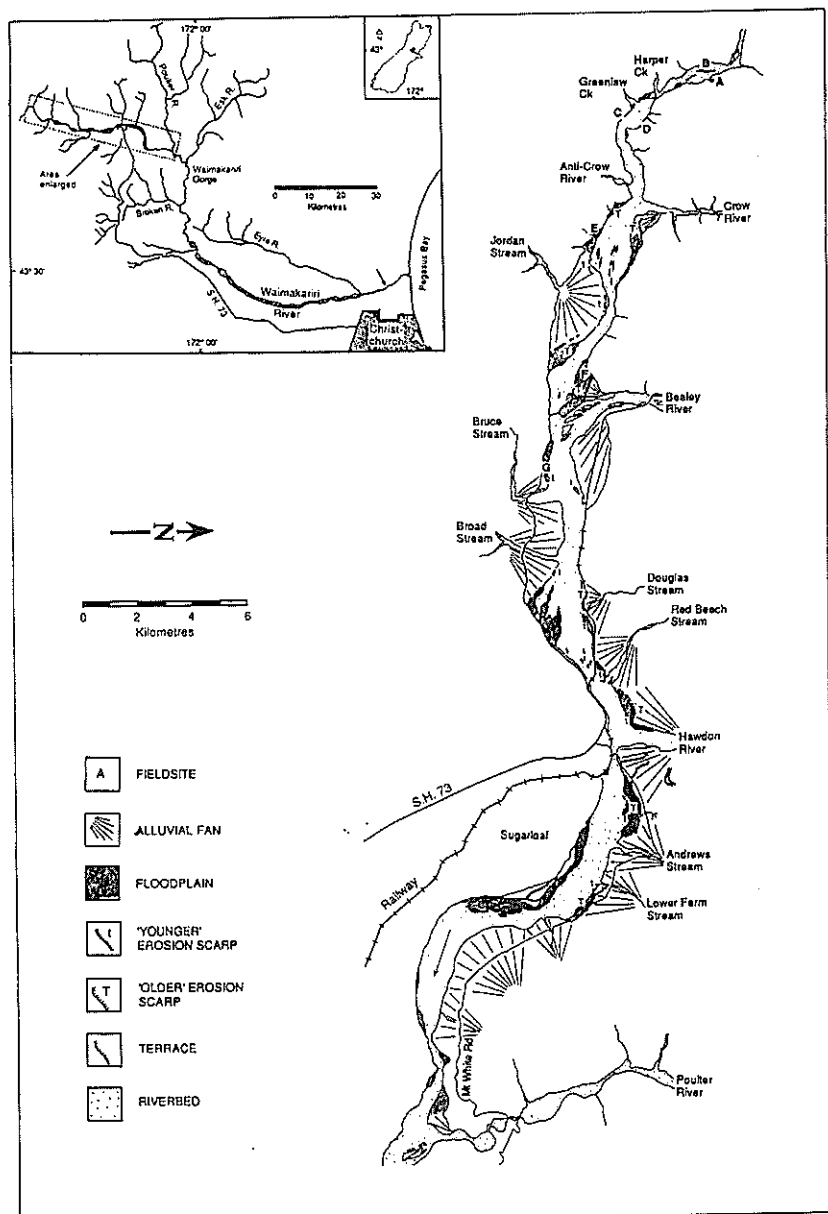 172° 00'
Poulter R.
Esk R.
43°
172°
Area
enlarged
Waimakariri
Gorge
0 10 20 30
Kilometres
Broken R.
Eyre R.
43° 30'
S.H. 73
Waimakariri
River
Pegasus Bay
Christ-
church
172° 00'
Harper
Ck
B
A
Greenlaw
Ck
C
D
Anti-Crow
River
Crow
River
E
T
T
Jordan
Stream
T
F
Bealey
River
Bruce
Stream
G
Broad
Stream
N
0 2 4 6
Kilometres
Douglas
Stream
T
Red Beech
Stream
T
Hawdon
River
S.H. 73
T
Sugarloaf
Railway
Andrews
Stream
T
Lower Farm
Stream
Mt White Rd
Poulter
River
A FIELDSITE
ALLUVIAL FAN
FLOODPLAIN
'YOUNGER'
EROSION SCARP
T 'OLDER' EROSION
SCARP
TERRACE
RIVERBED